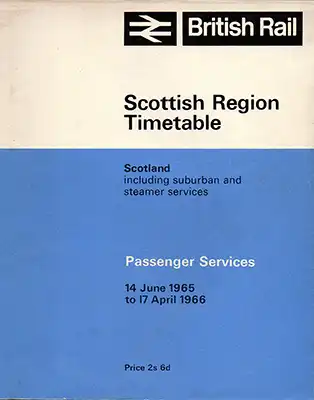 British Rail
Scottish Region
Timetable
Scotland
including suburban and
steamer services
Passenger Services
14 June 1965
to 17 April 1966
Price 2s 6d